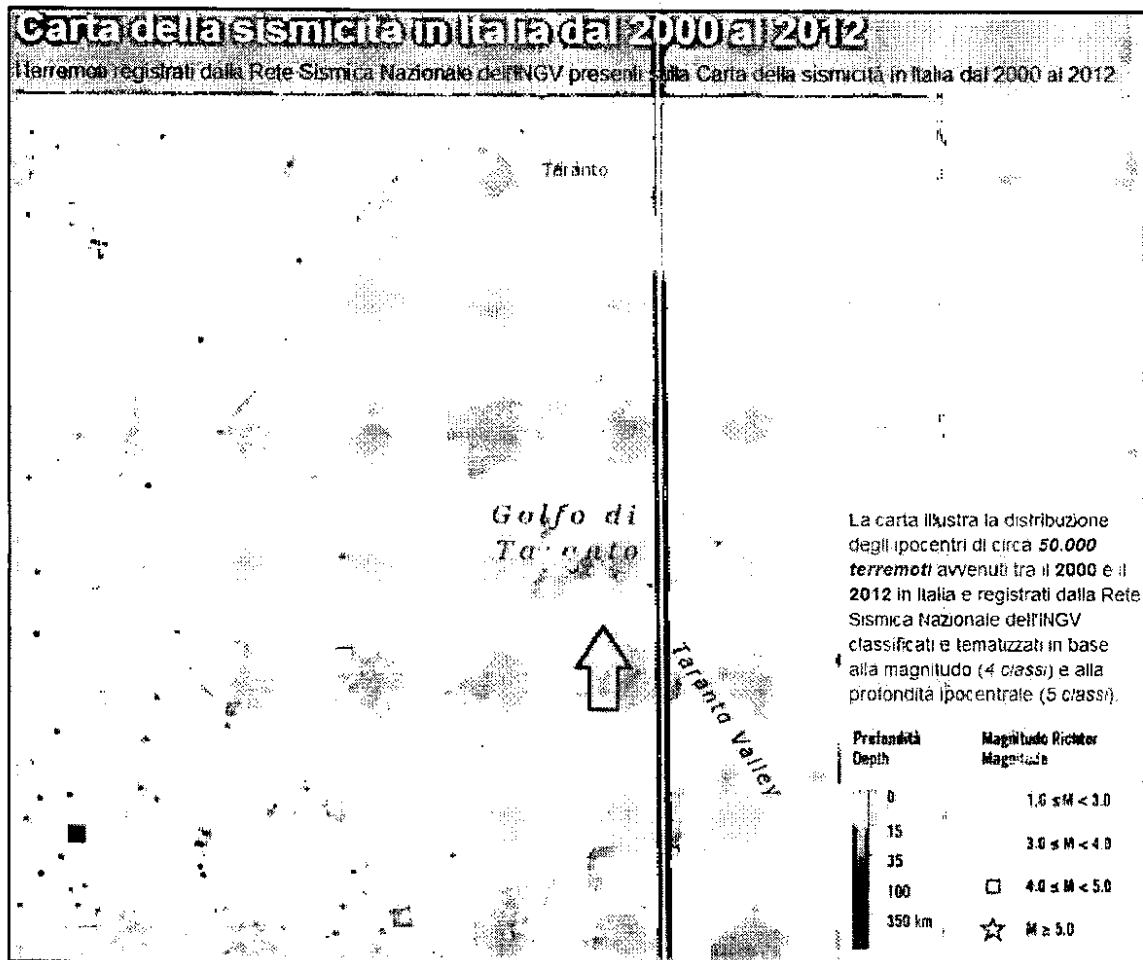 Carta della sismicità in Italia dal 2000 al 2012
I terremoti registrati dalla Rete Sismica Nazionale dell'INGV presenti sulla Carta della sismicità in Italia dal 2000 al 2012
Taranto
Golfo di
Taranto
Taranto Valley
La carta illustra la distribuzione
degli ipocentri di circa 50.000
terremoti avvenuti tra il 2000 e il
2012 in Italia e registrati dalla Rete
Sismica Nazionale dell'INGV
classificati e tematizzati in base
alla magnitudo (4 classi) e alla
profondità ipocentrale (5 classi).
Profondità
Depth
0
15
35
100
350 km
Magnitudo Richter
Magnitude
1.6 ≤ M < 3.0
3.0 ≤ M < 4.0
4.0 ≤ M < 5.0
M ≥ 5.0